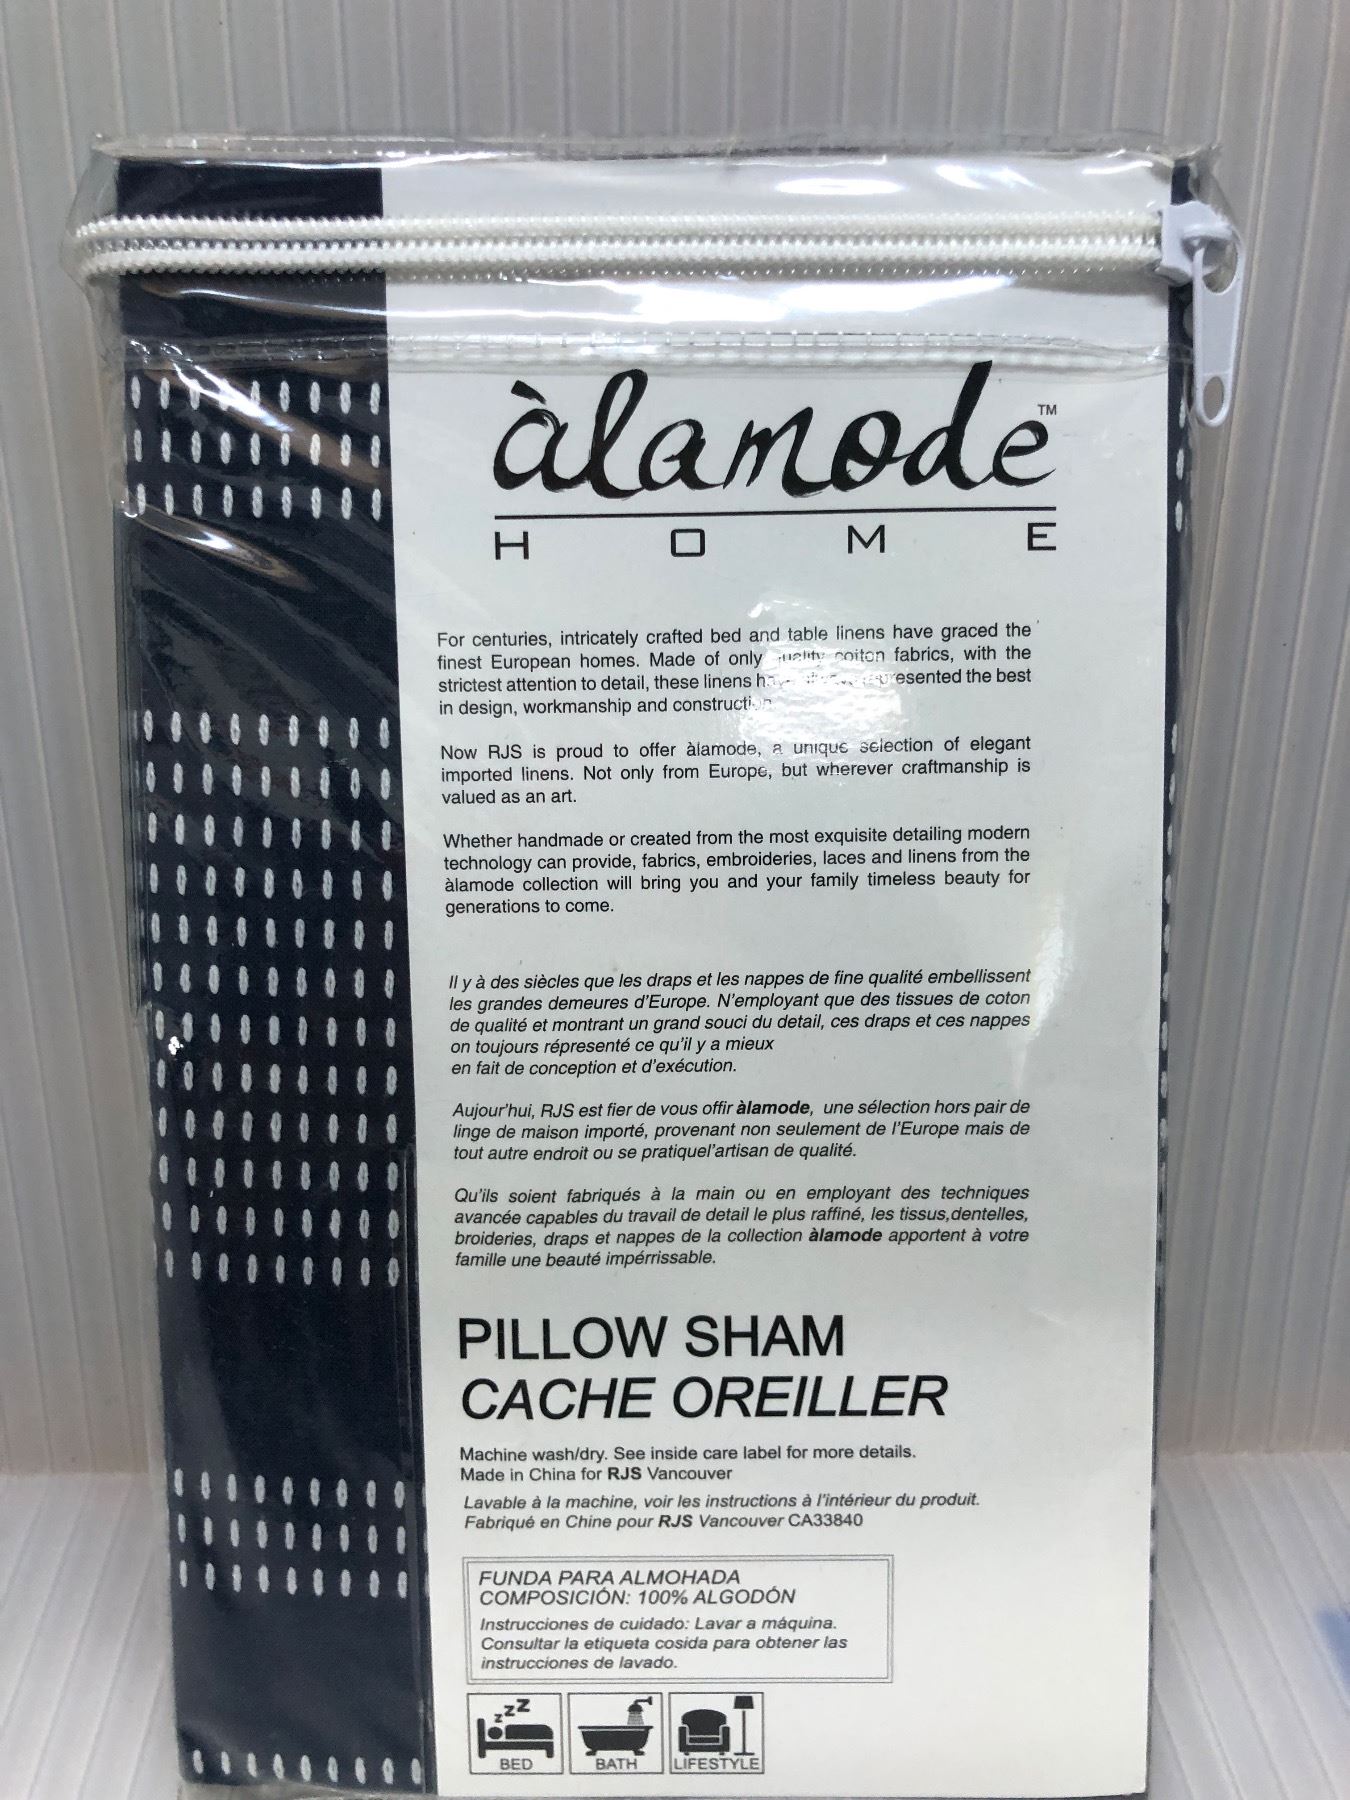 àlamode™
HOME
For centuries, intricately crafted bed and table linens have graced the
finest European homes. Made of only quality cotton fabrics, with the
strictest attention to detail, these linens have always represented the best
in design, workmanship and construction
Now RJS is proud to offer àlamode, a unique selection of elegant
imported linens. Not only from Europe, but wherever craftmanship is
valued as an art.
Whether handmade or created from the most exquisite detailing modern
technology can provide, fabrics, embroideries, laces and linens from the
àlamode collection will bring you and your family timeless beauty for
generations to come.
Il y à des siècles que les draps et les nappes de fine qualité embellissent
les grandes demeures d'Europe. N'employant que des tissues de coton
de qualité et montrant un grand souci du detail, ces draps et ces nappes
on toujours répresenté ce qu'il y a mieux
en fait de conception et d'exécution.
Aujour'hui, RJS est fier de vous offir àlamode, une sélection hors pair de
linge de maison importé, provenant non seulement de l'Europe mais de
tout autre endroit ou se pratiquel'artisan de qualité.
Qu'ils soient fabriqués à la main ou en employant des techniques
avancée capables du travail de detail le plus raffiné, les tissus,dentelles,
broideries, draps et nappes de la collection àlamode apportent à votre
famille une beauté impérrissable.
PILLOW SHAM
CACHE OREILLER
Machine wash/dry. See inside care label for more details.
Made in China for RJS Vancouver
Lavable à la machine, voir les instructions à l'intérieur du produit.
Fabriqué en Chine pour RJS Vancouver CA33840
FUNDA PARA ALMOHADA
COMPOSICIÓN: 100% ALGODÓN
Instrucciones de cuidado: Lavar a máquina.
Consultar la etiqueta cosida para obtener las
instrucciones de lavado.
zzZZ
BED
BATH
LIFESTYLE